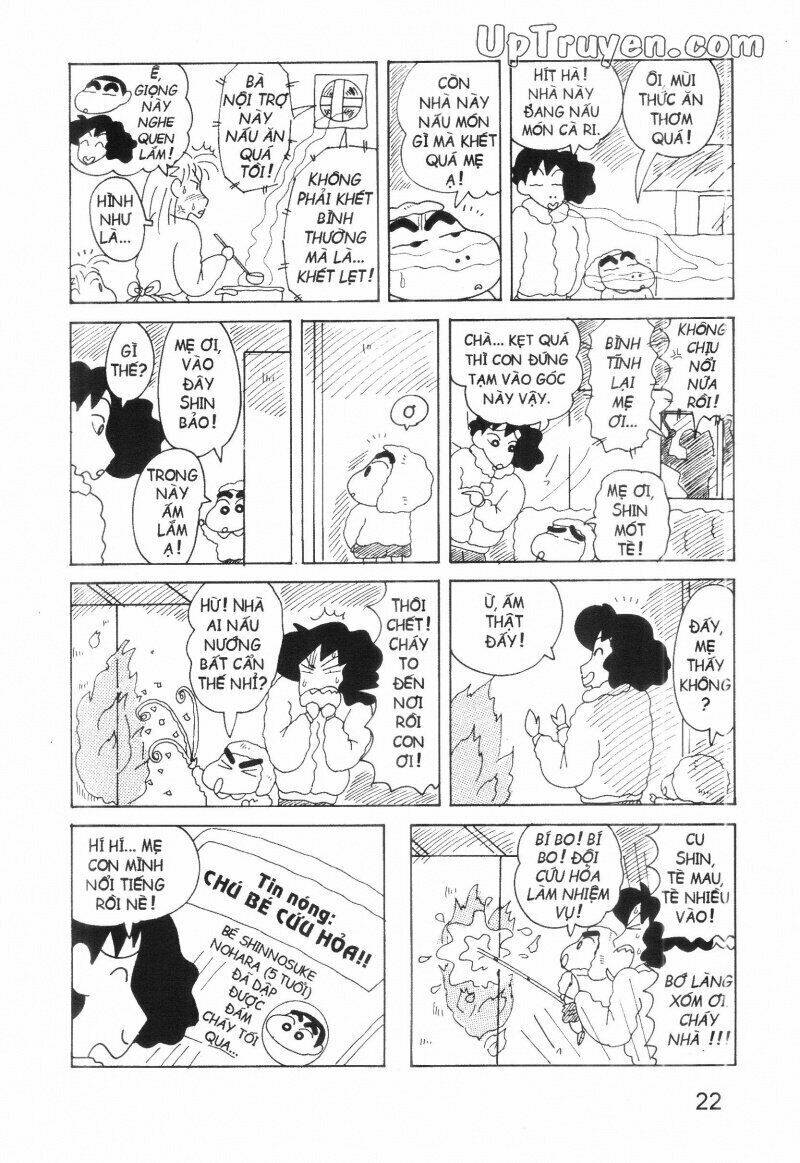 UpTruyen.com
ÔI, MÙI
THỨC ĂN
THƠM
QUÁ!
HÍT HÀ!
NHÀ NÀY
ĐANG NẤU
MÓN CÀ RI.
CÒN
NHÀ NÀY
NẤU MÓN
GÌ MÀ KHÉT
QUÁ MẸ
Ạ!
BÀ
NỘI TRỢ
NÀY
NẤU ĂN
QUÁ
TỒI!
KHÔNG
PHẢI KHÉT
BÌNH
THƯỜNG
MÀ LÀ...
KHÉT LẸT!
Ê,
GIỌNG
NÀY
NGHE
QUEN
LẮM!
HÌNH
NHƯ
LÀ...
KHÔNG
CHỊU
NỔI
NỮA
RỒI!
BÌNH
TĨNH
LẠI
MẸ
ƠI...
MẸ ƠI,
SHIN
MÓT
TÈ!
CHÀ... KẸT QUÁ
THÌ CON ĐỨNG
TẠM VÀO GÓC
NÀY VẬY.
Ơ
MẸ ƠI,
VÀO
ĐÂY
SHIN
BẢO!
GÌ
THẾ?
TRONG
NÀY
ẤM
LẮM
Ạ!
ĐẤY,
MẸ
THẤY
KHÔNG
?
Ừ, ẤM
THẬT
ĐẤY!
THÔI
CHẾT!
CHÁY
TO
ĐẾN
NƠI
RỒI
CON
ƠI!
HỪ! NHÀ
AI NẤU
NƯỚNG
BẤT CẨN
THẾ NHỈ?
CU
SHIN,
TÈ MAU,
TÈ NHIỀU
VÀO!
BÍ BO! BÍ
BO! ĐỘI
CỨU HỎA
LÀM NHIỆM
VỤ!
BỚ LÀNG
XÓM ƠI
CHÁY
NHÀ !!!
HÍ HÍ... MẸ
CON MÌNH
NỔI TIẾNG
RỒI NÈ!
Tin nóng:
CHÚ BÉ CỨU HỎA!!
BÉ SHINNOSUKE
NOHARA (5 TUỔI)
ĐÃ DẬP
ĐƯỢC
ĐÁM
CHÁY TỐI
QUA...
22